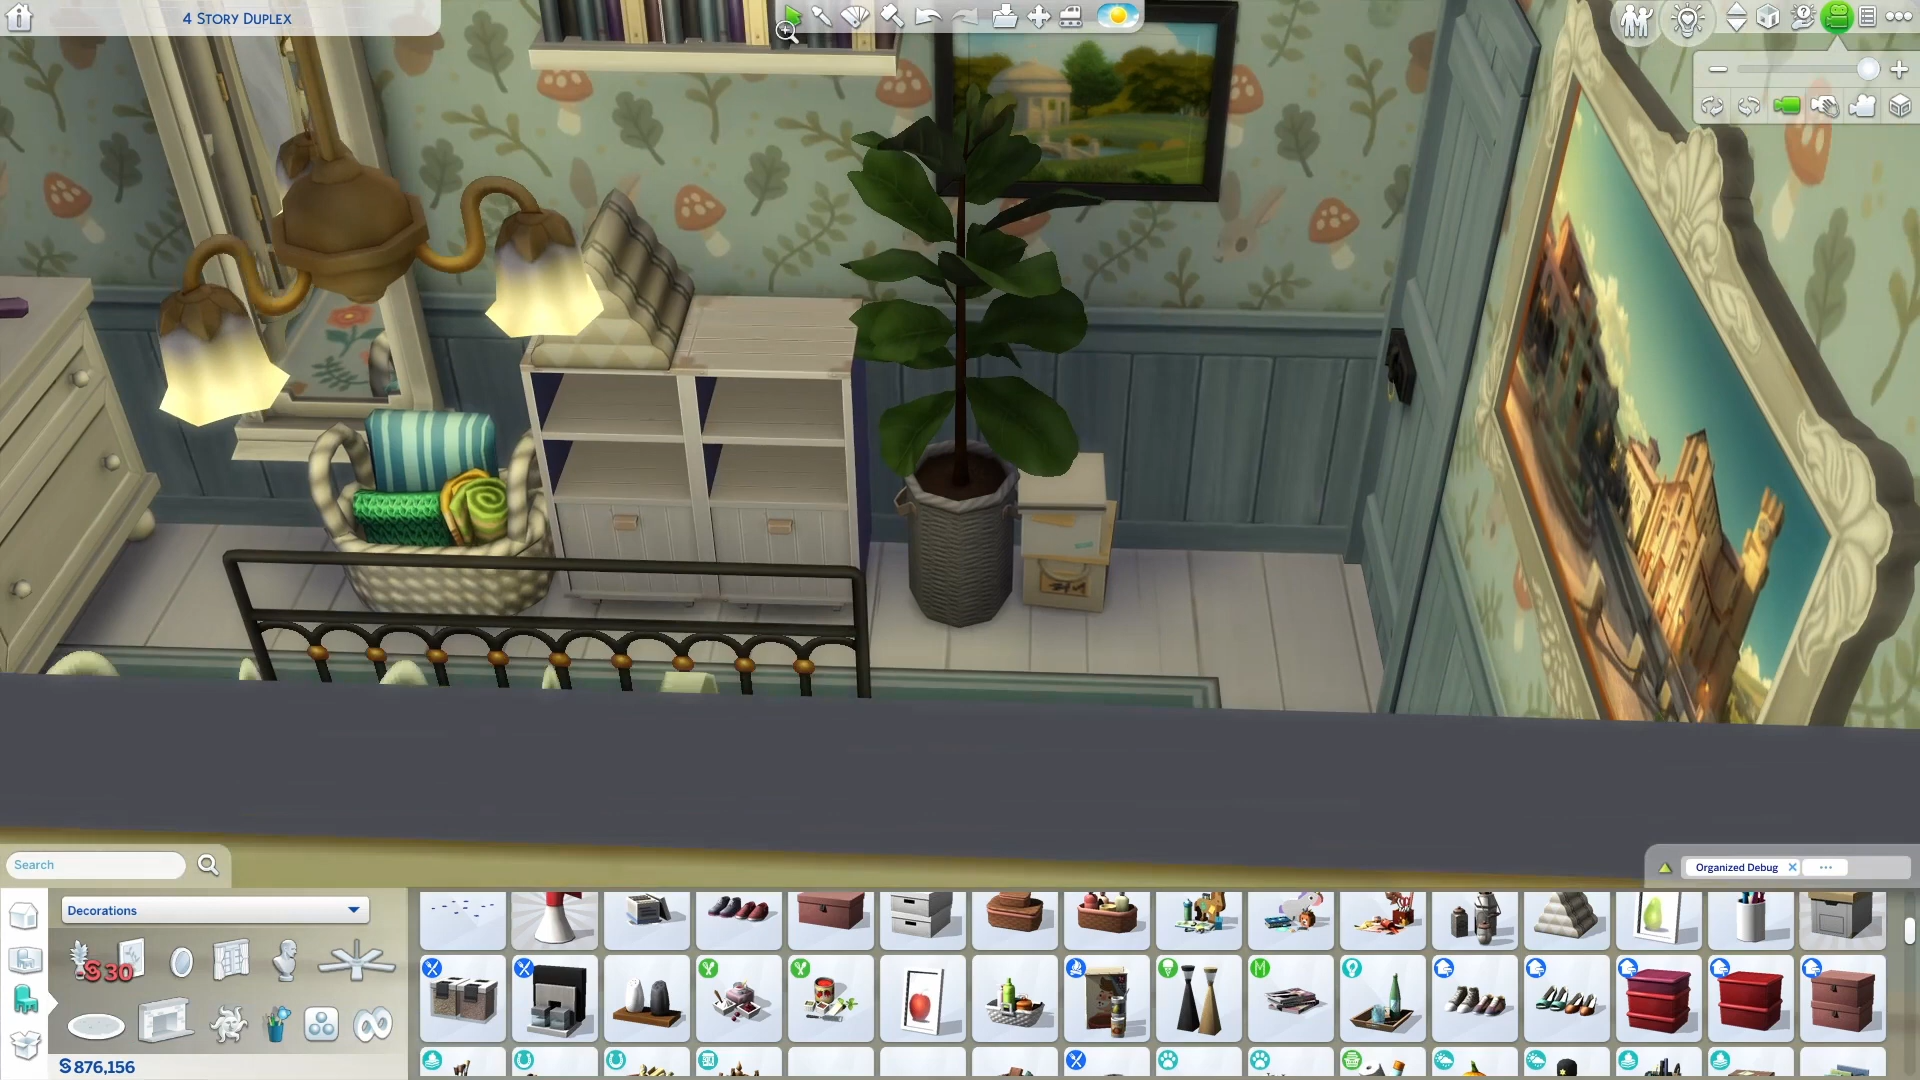 4 Story Duplex
Search
Organized Debug
Decorations
§30
§876,156